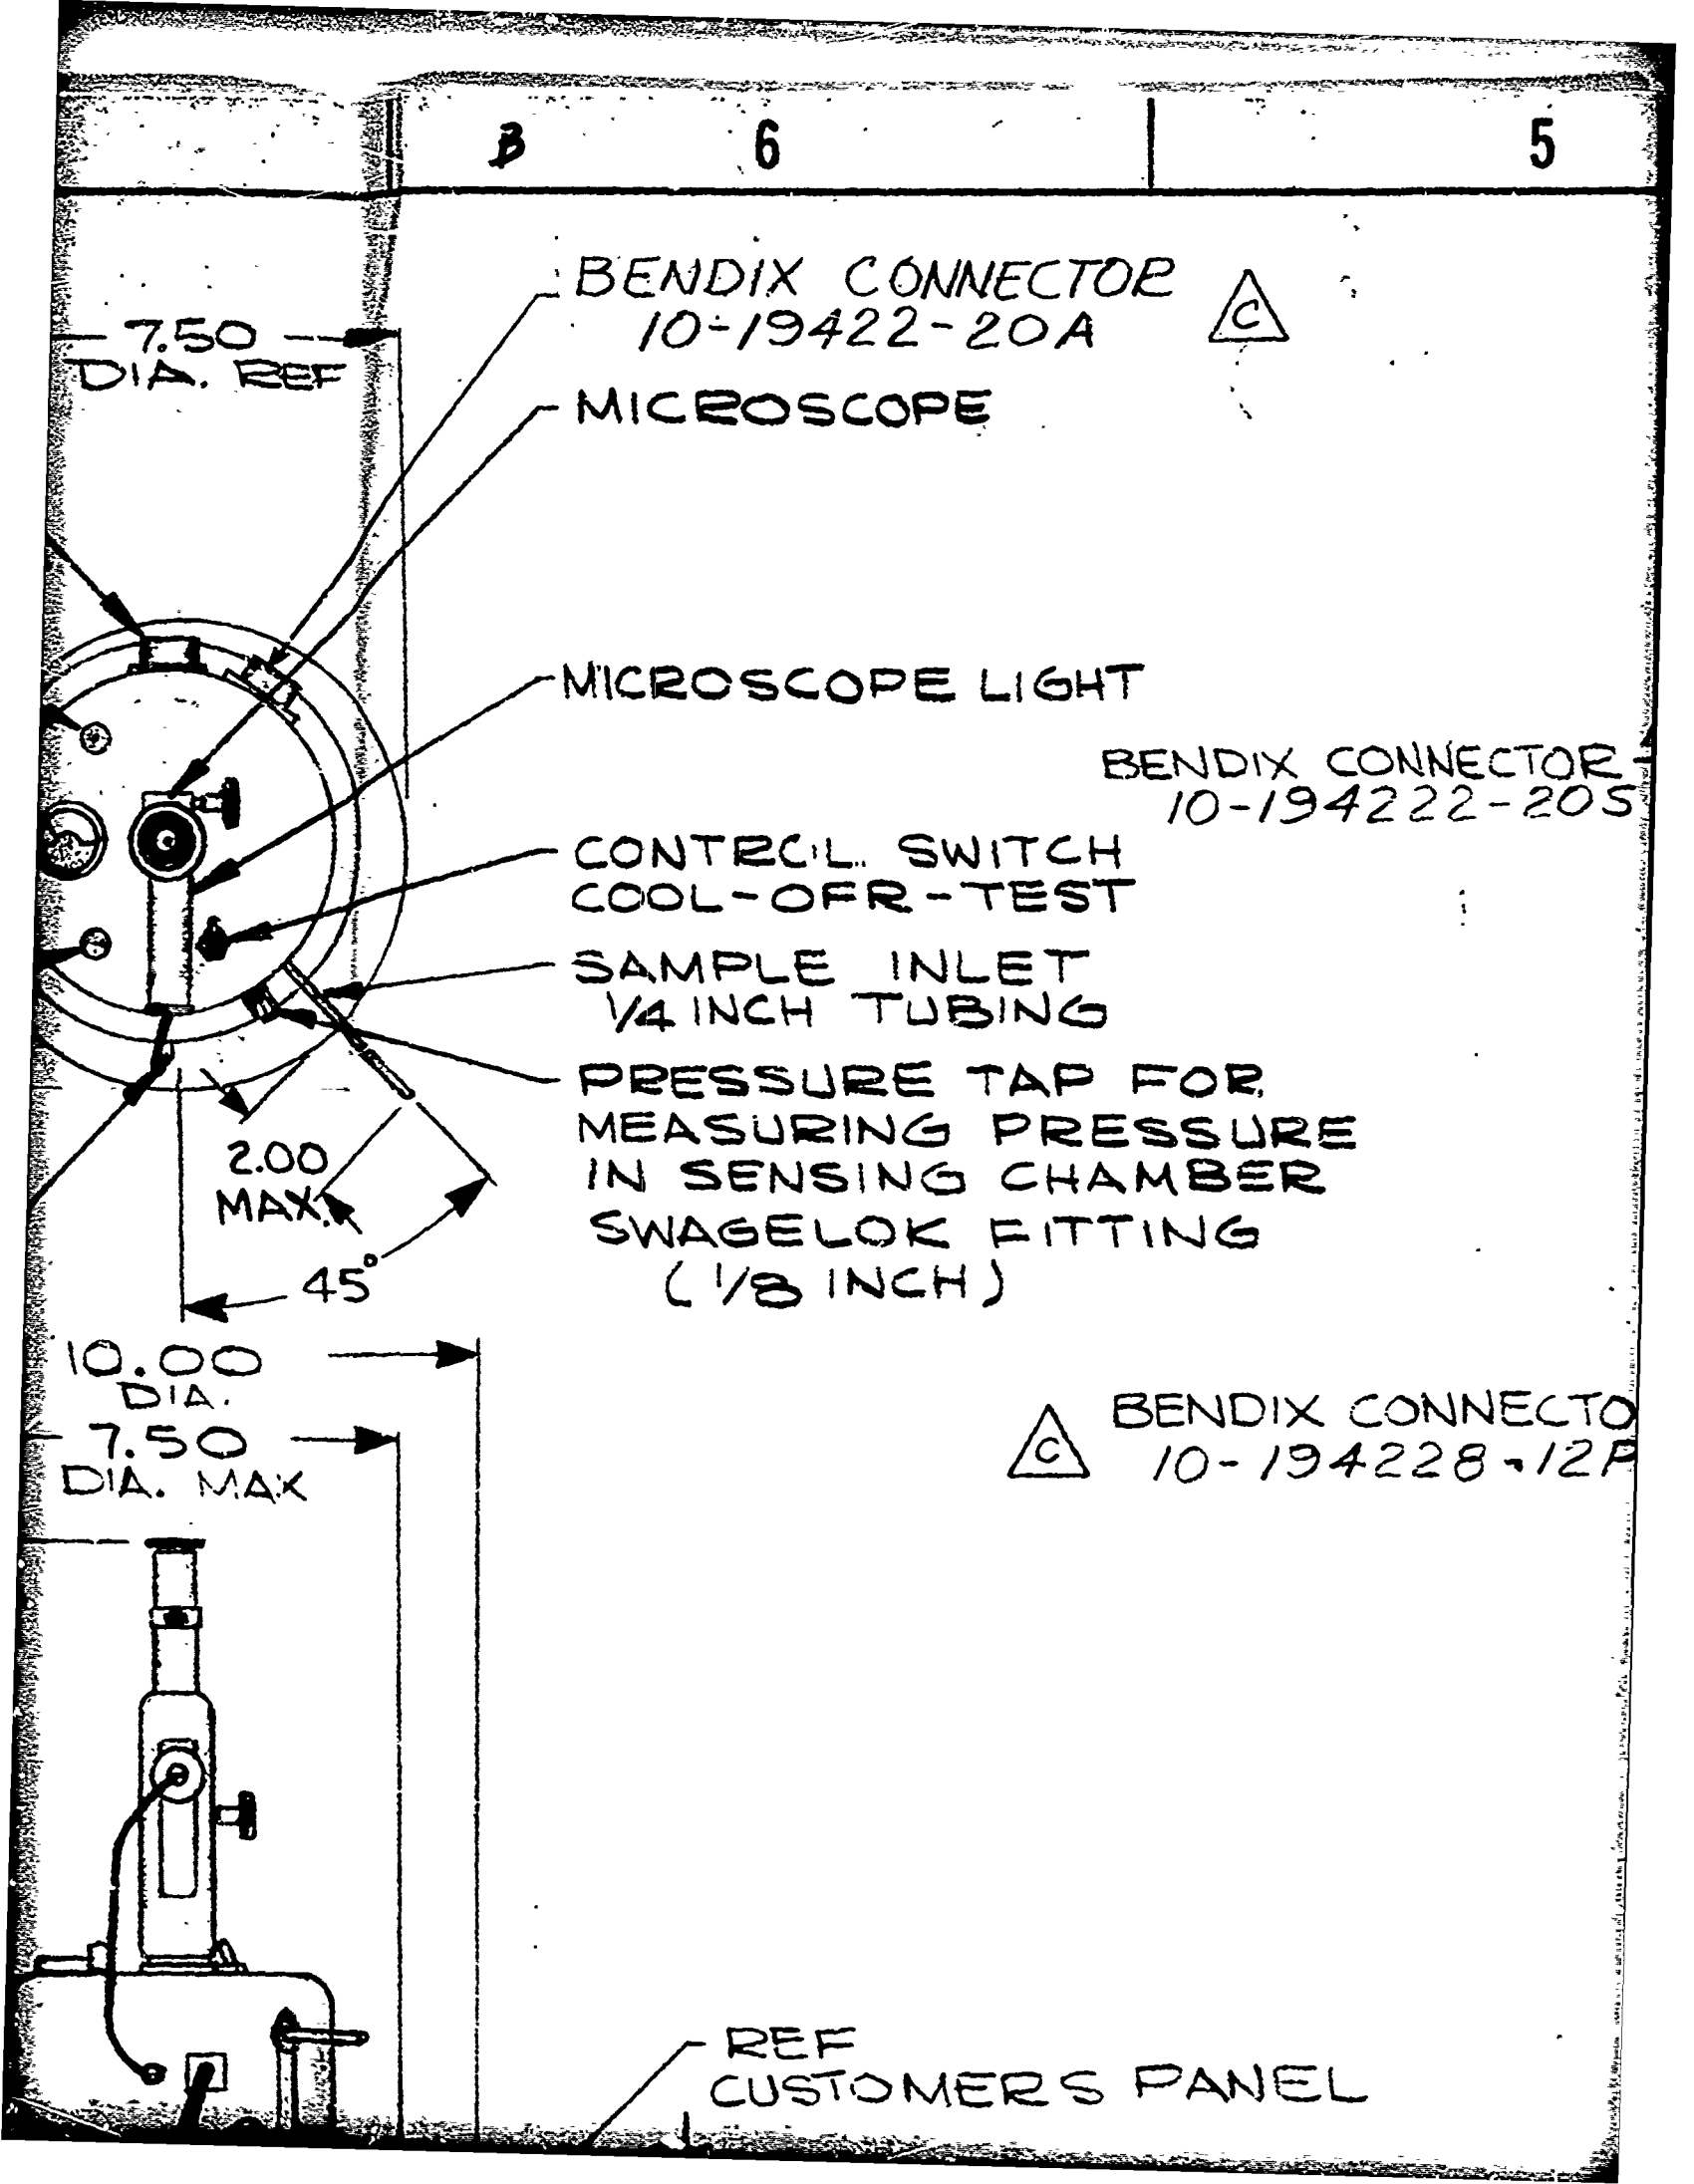 B 6 5
BENDIX CONNECTOR
10-19422-20A
C
7.50
DIA. REF
MICROSCOPE
MICROSCOPE LIGHT
BENDIX CONNECTOR
10-194222-20S
CONTROL SWITCH
COOL-OFR-TEST
SAMPLE INLET
1/4 INCH TUBING
PRESSURE TAP FOR
MEASURING PRESSURE
IN SENSING CHAMBER
SWAGELOK FITTING
(1/8 INCH)
2.00
MAX.
45°
10.00
DIA.
7.50
DIA. MAX
C
BENDIX CONNECTO
10-194228-12P
REF
CUSTOMERS PANEL